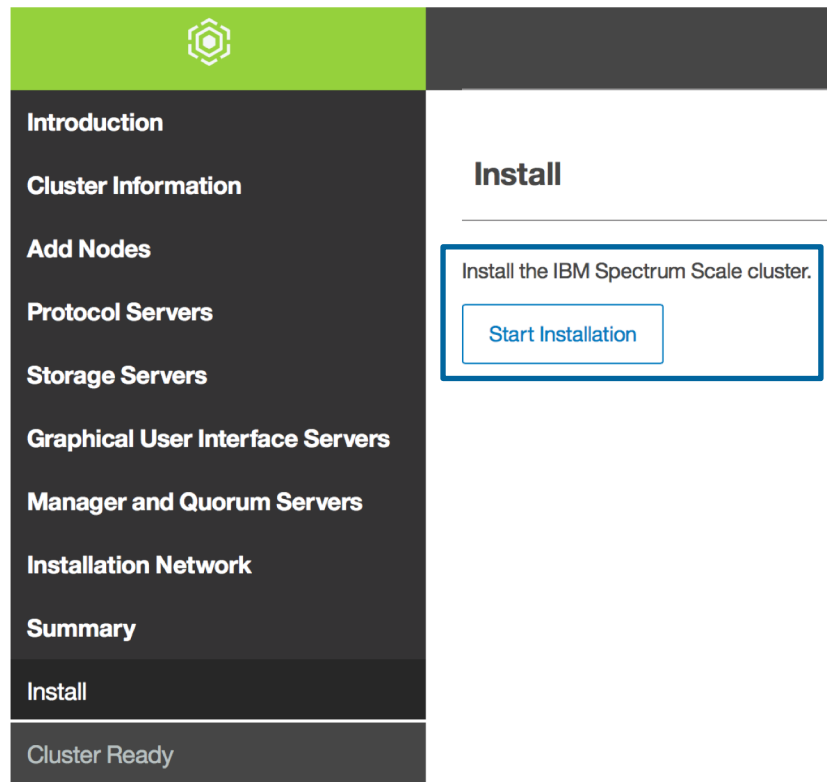 Introduction
Cluster Information
Add Nodes
Protocol Servers
Storage Servers
Graphical User Interface Servers
Manager and Quorum Servers
Installation Network
Summary
Install
Cluster Ready
Install
Install the IBM Spectrum Scale cluster.
Start Installation